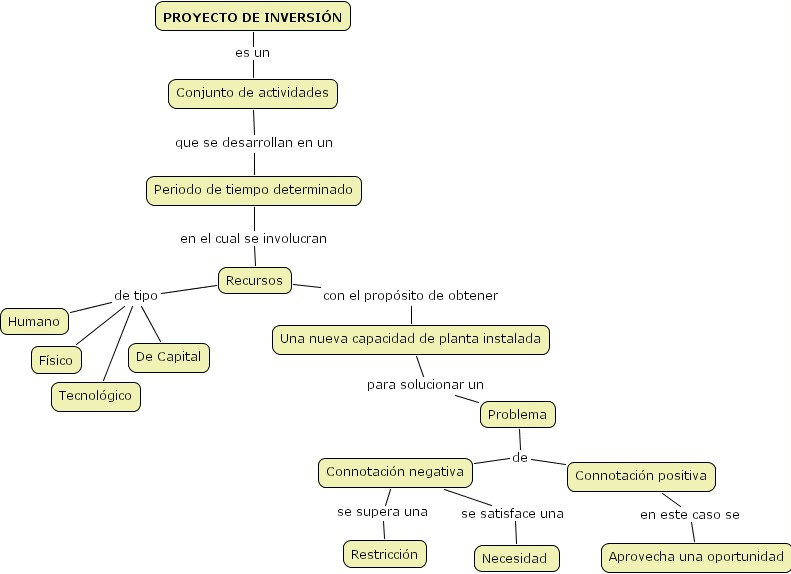 PROYECTO DE INVERSIÓN
es un
Conjunto de actividades
que se desarrollan en un
Periodo de tiempo determinado
en el cual se involucran
Recursos
de tipo
Humano
Físico
Tecnológico
De Capital
con el propósito de obtener
Una nueva capacidad de planta instalada
para solucionar un
Problema
de
Connotación negativa
se supera una
Restricción
se satisface una
Necesidad
Connotación positiva
en este caso se
Aprovecha una oportunidad